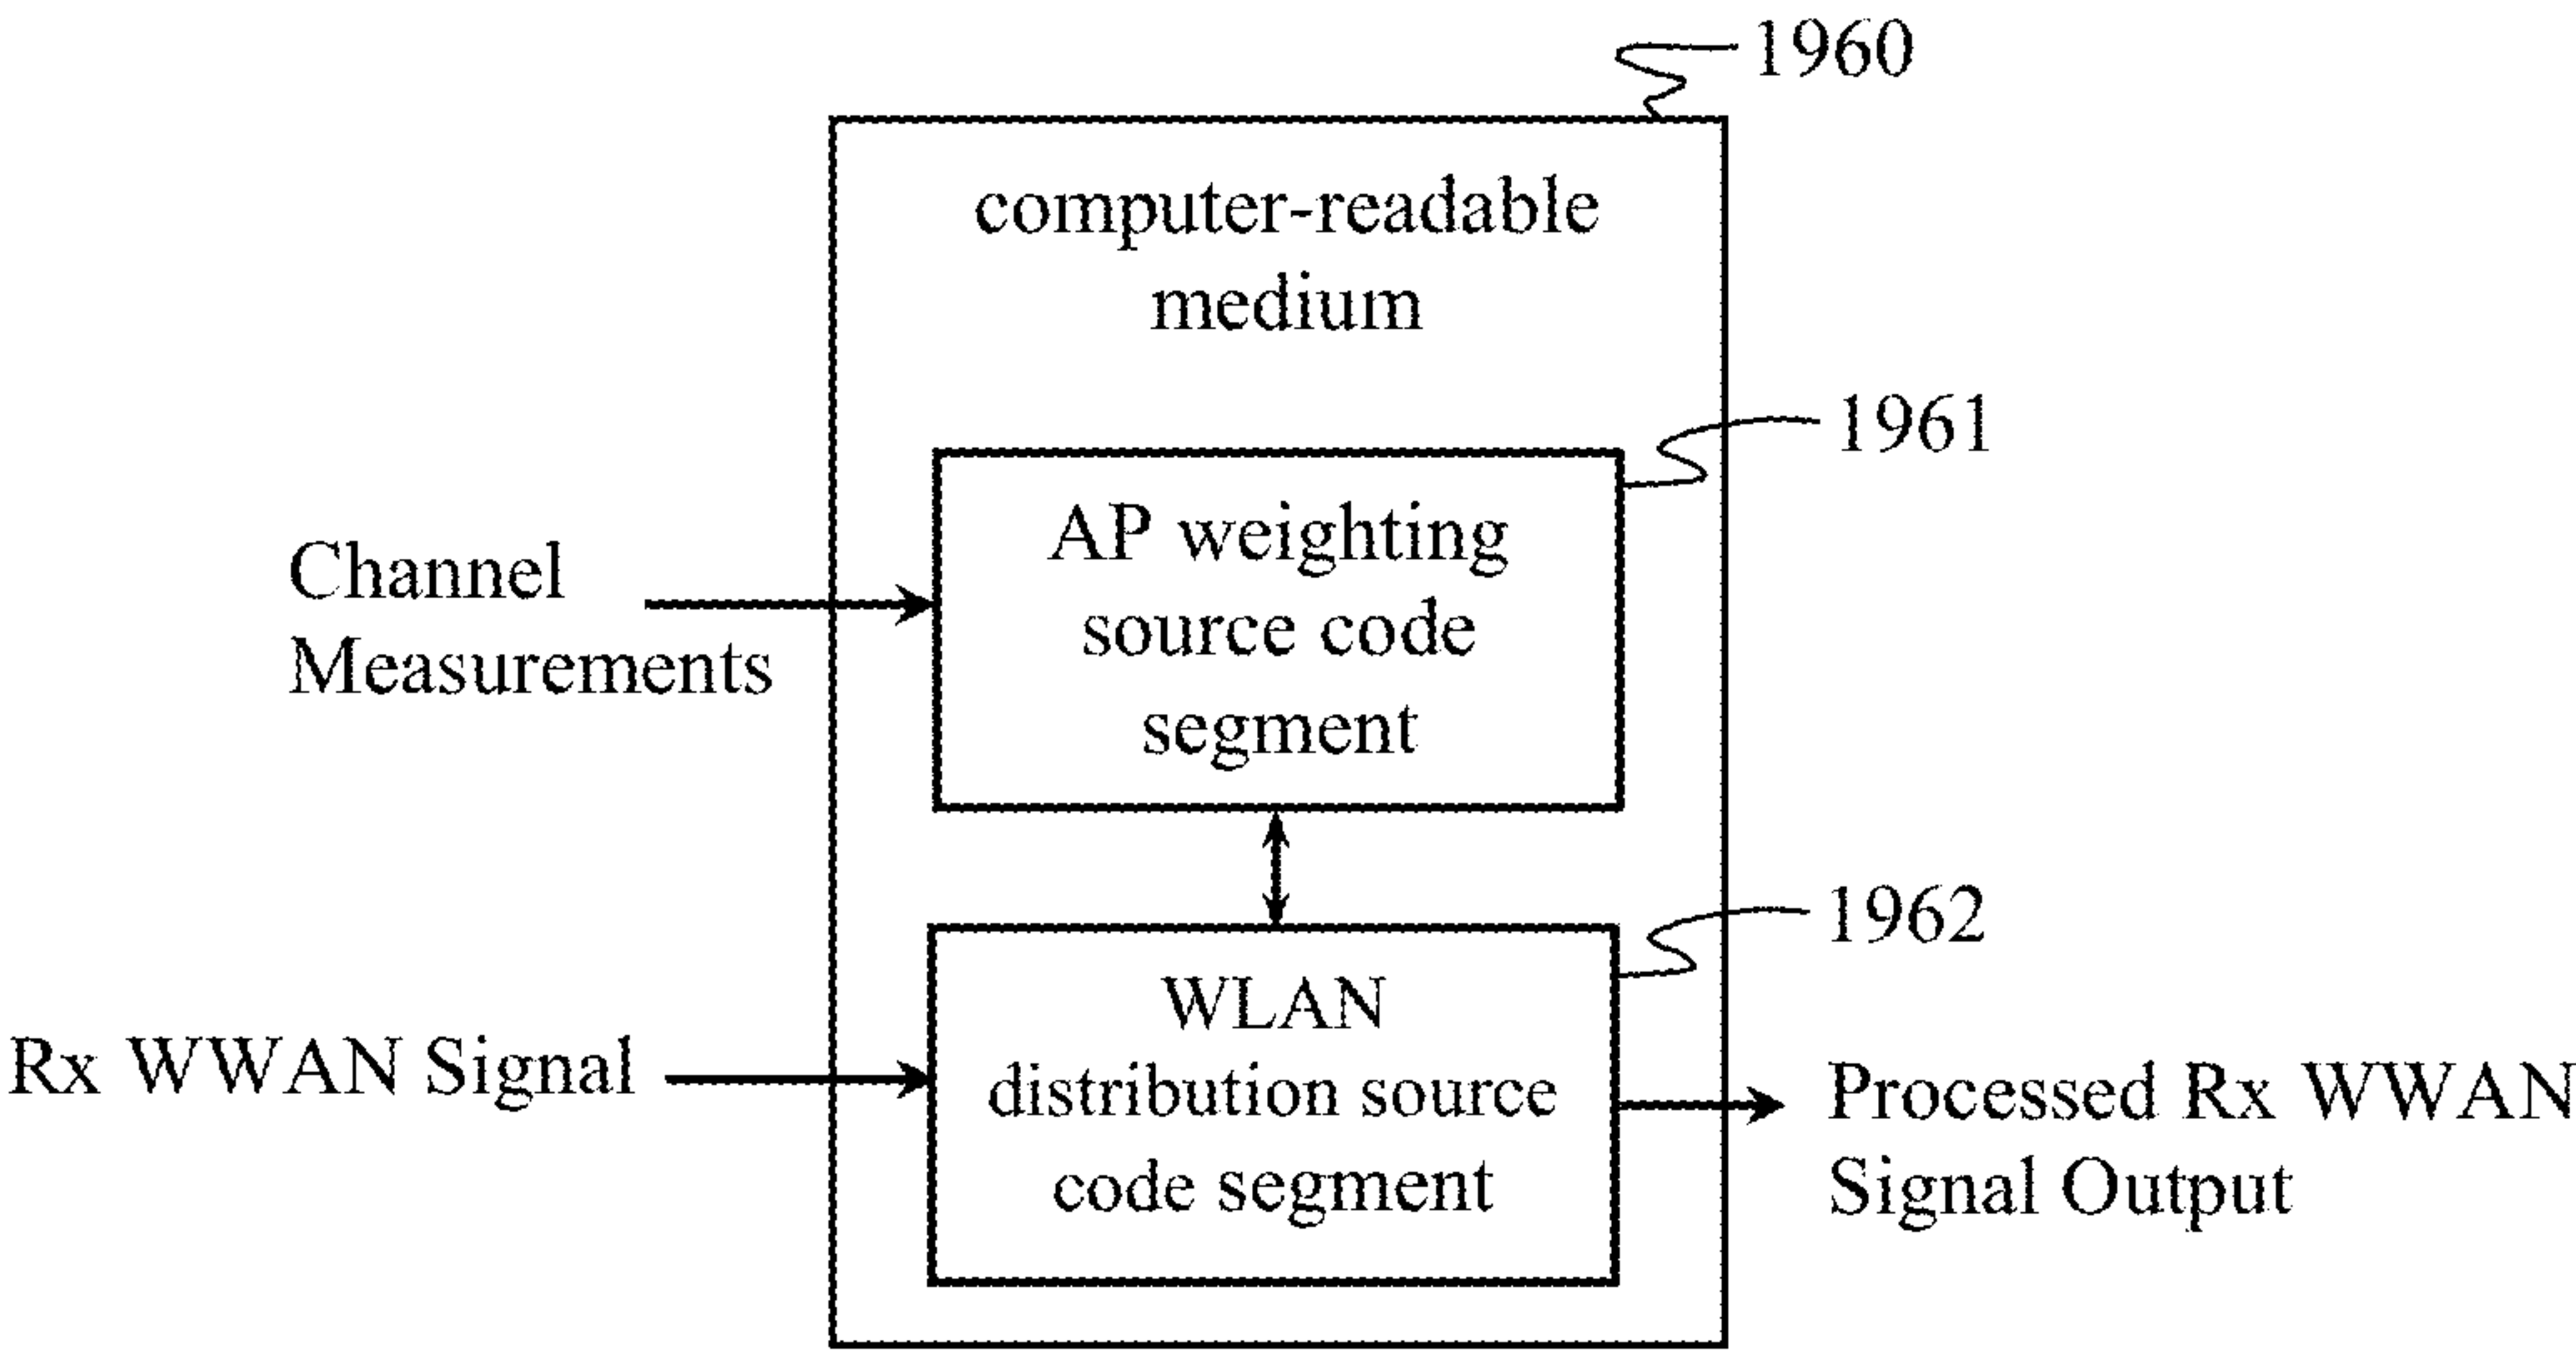 1960
computer-readable
medium
1961
AP weighting
source code
segment
Channel
Measurements
1962
WLAN
distribution source
code segment
Rx WWAN Signal
Processed Rx WWAN
Signal Output